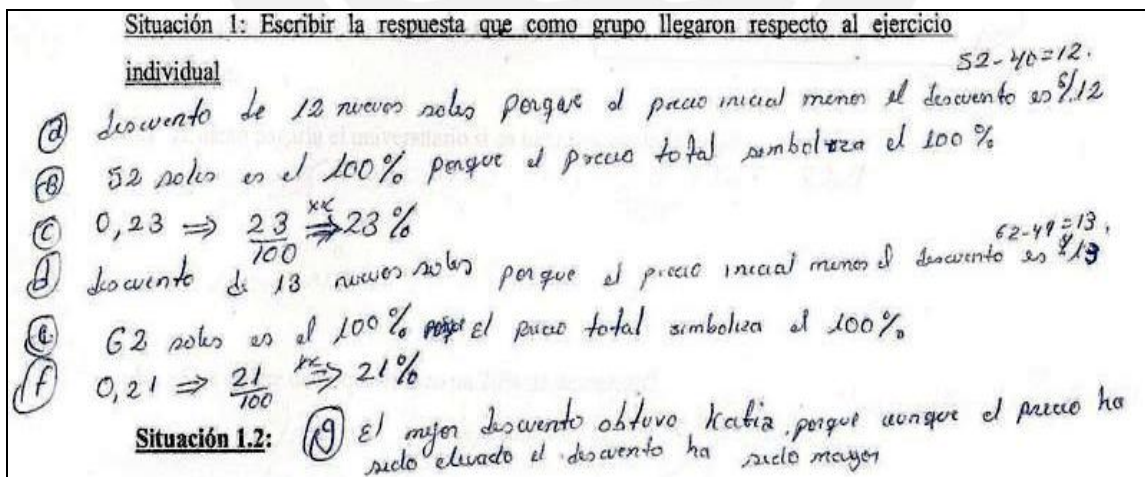 Situación 1: Escribir la respuesta que como grupo llegaron respecto al ejercicio
individual
52-40=12.
a descuento de 12 nuevos soles porque el precio inicial menos el descuento es S/.12
B 52 soles es el 100% porque el precio total simboliza el 100%
C 0,23 ⇒ 23/100 ⇒ 23%
62-49=13.
d descuento de 13 nuevos soles porque el precio inicial menos el descuento es S/13
e 62 soles es el 100% El precio total simboliza el 100%
f 0,21 ⇒ 21/100 ⇒ 21%
Situación 1.2: g El mejor descuento obtuvo Katia porque aunque el precio ha
sido elevado el descuento ha sido mayor